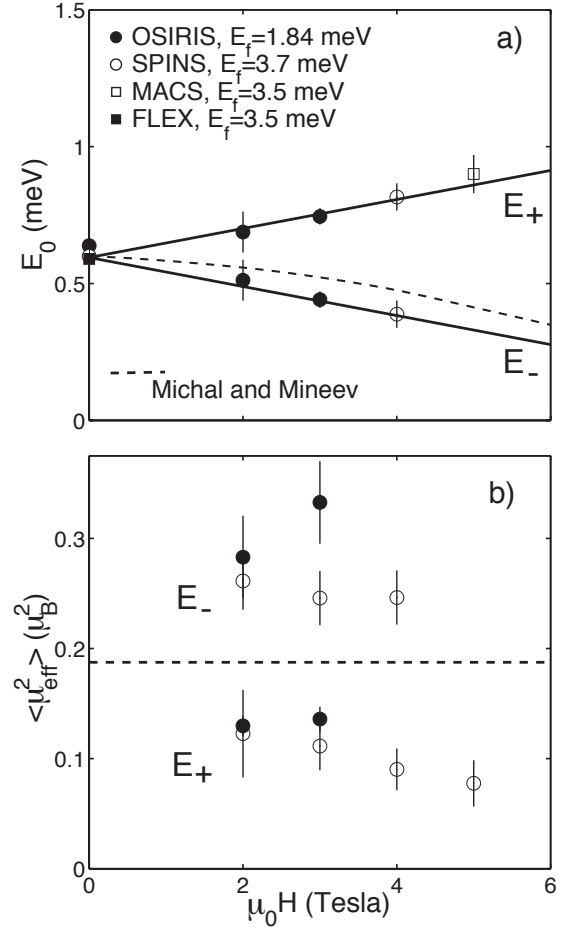 a)
OSIRIS, E_f=1.84 meV
SPINS, E_f=3.7 meV
MACS, E_f=3.5 meV
FLEX, E_f=3.5 meV
1.5
1
0.5
0
E_0 (meV)
E_+
E_-
Michal and Mineev
b)
0.3
0.2
0.1
0
<μ_eff^2> (μ_B^2)
E_-
E_+
0
2
4
6
μ_0H (Tesla)